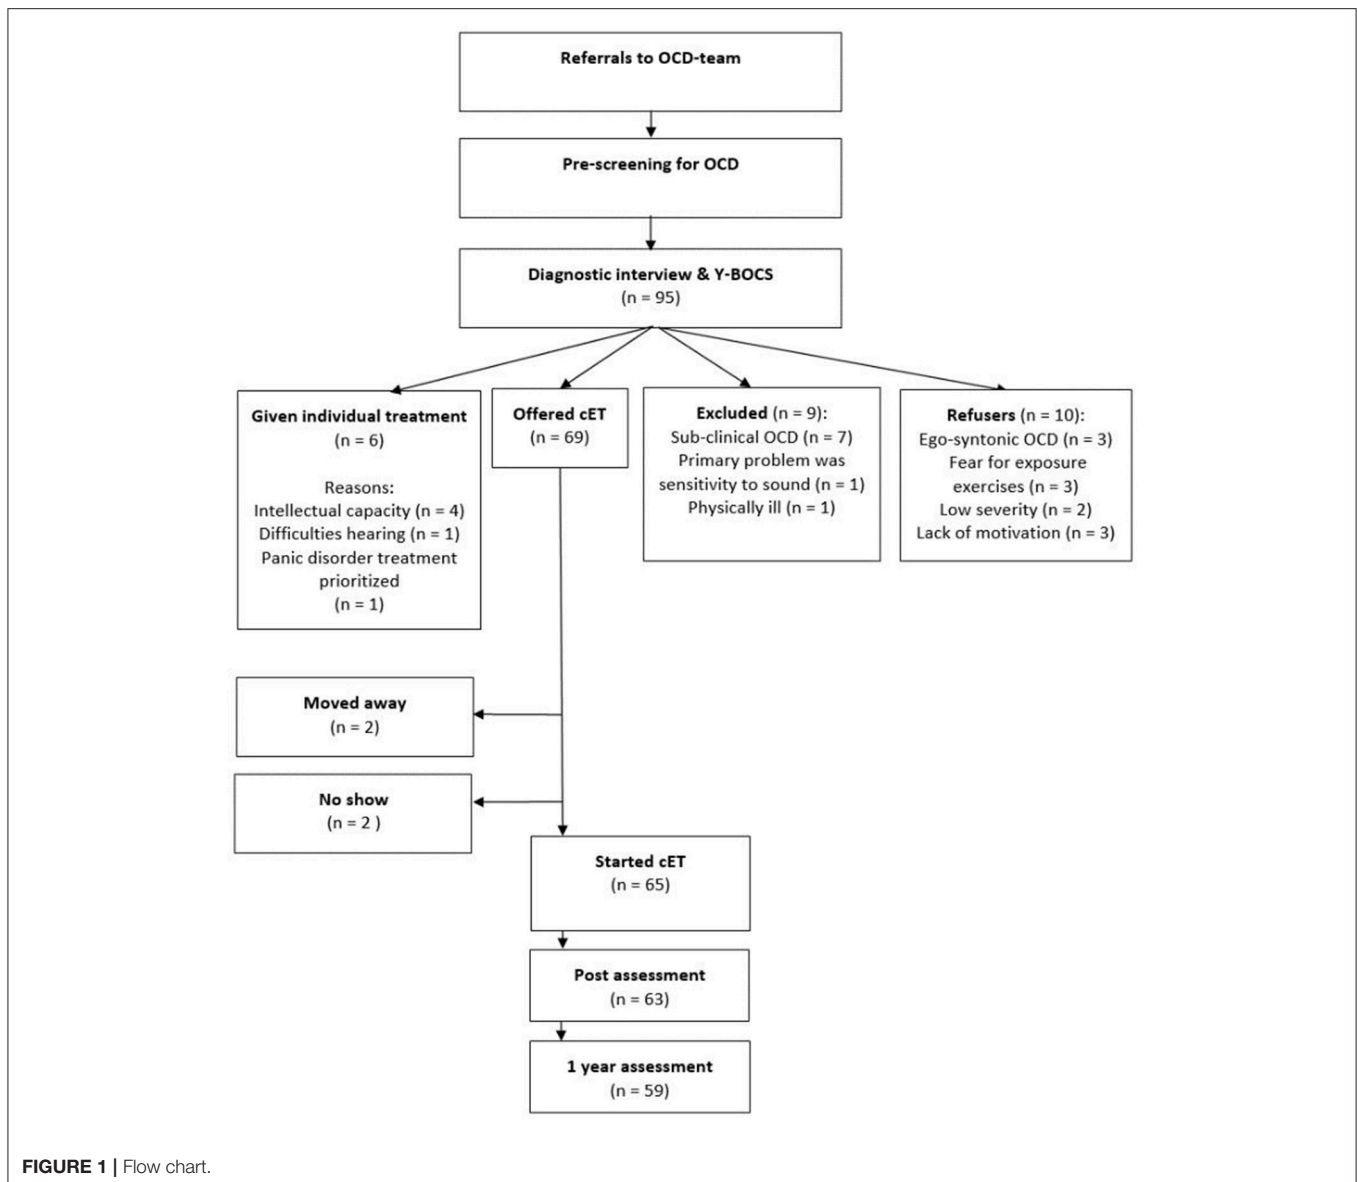 Referrals to OCD-team
Pre-screening for OCD
Diagnostic interview & Y-BOCS
(n = 95)
Given individual treatment
(n = 6)
Reasons:
Intellectual capacity (n = 4)
Difficulties hearing (n = 1)
Panic disorder treatment
prioritized
(n = 1)
Offered cET
(n = 69)
Excluded (n = 9):
Sub-clinical OCD (n = 7)
Primary problem was
sensitivity to sound (n = 1)
Physically ill (n = 1)
Refusers (n = 10):
Ego-syntonic OCD (n = 3)
Fear for exposure
exercises (n = 3)
Low severity (n = 2)
Lack of motivation (n = 3)
Moved away
(n = 2)
No show
(n = 2 )
Started cET
(n = 65)
Post assessment
(n = 63)
1 year assessment
(n = 59)
FIGURE 1 | Flow chart.